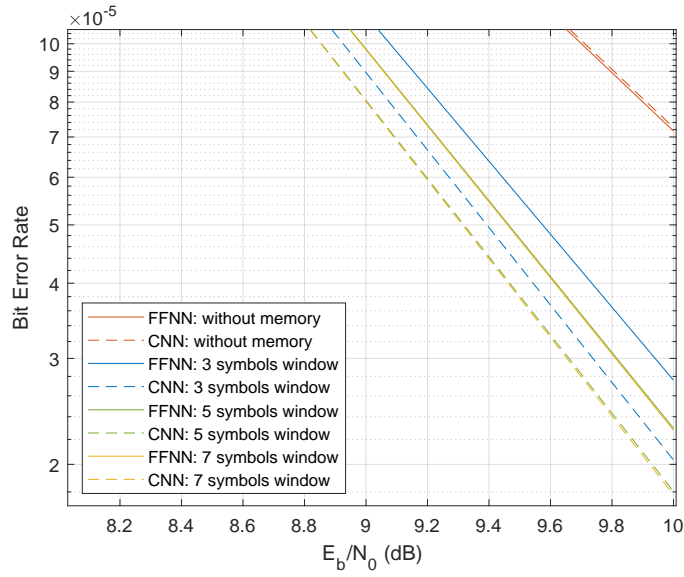 ×10⁻⁵
10
9
8
7
6
5
4
3
2
Bit Error Rate
FFNN: without memory
CNN: without memory
FFNN: 3 symbols window
CNN: 3 symbols window
FFNN: 5 symbols window
CNN: 5 symbols window
FFNN: 7 symbols window
CNN: 7 symbols window
8.2 8.4 8.6 8.8 9 9.2 9.4 9.6 9.8 10
E_b/N_0 (dB)